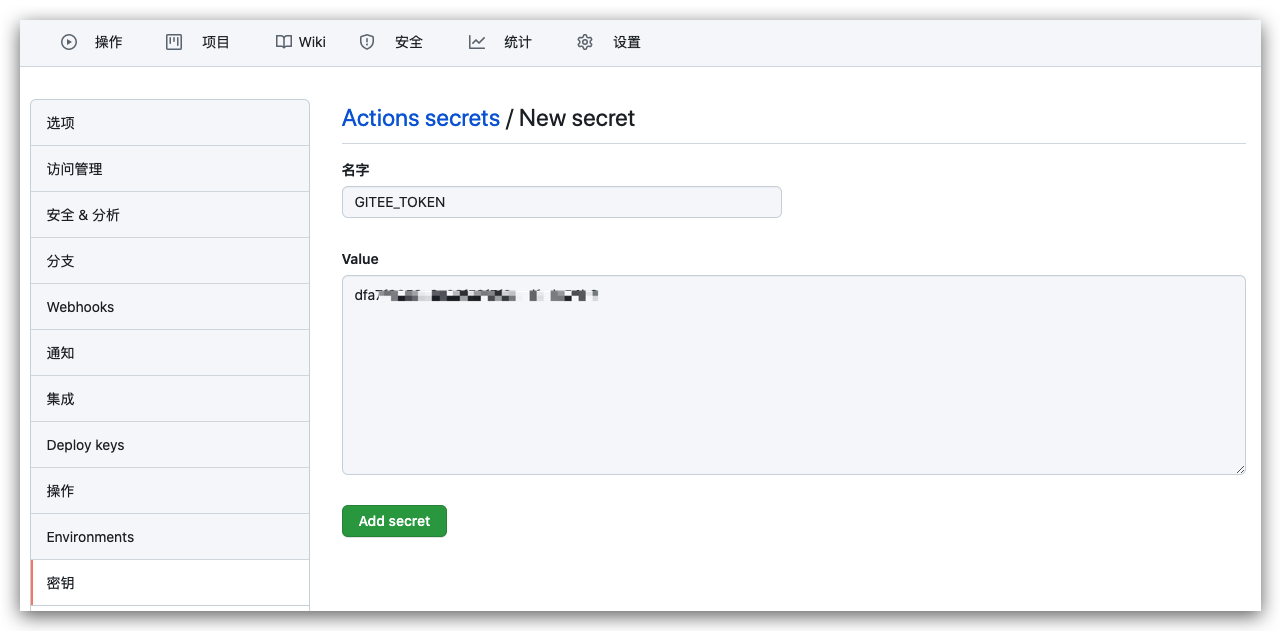 操作 项目 Wiki 安全 统计 设置
选项
访问管理
安全 & 分析
分支
Webhooks
通知
集成
Deploy keys
操作
Environments
密钥
Actions secrets / New secret
名字
GITEE_TOKEN
Value
Add secret